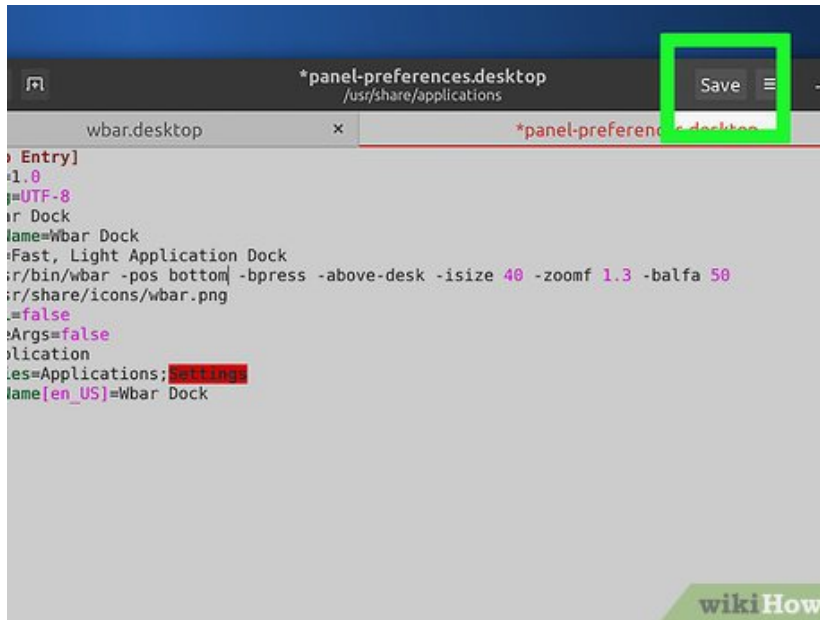 *panel-preferences.desktop
/usr/share/applications
Save
wbar.desktop ×
*panel-preferences.desktop
Entry]
=1.0
=UTF-8
ar Dock
Name=Wbar Dock
=Fast, Light Application Dock
sr/bin/wbar -pos bottom -bpress -above-desk -isize 40 -zoomf 1.3 -balfa 50
sr/share/icons/wbar.png
=false
eArgs=false
plication
ies=Applications;Settings
Name[en_US]=Wbar Dock
wikiHow